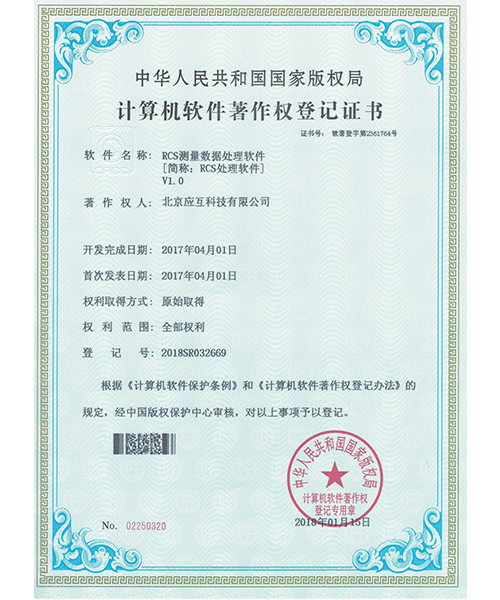 中华人民共和国国家版权局
计算机软件著作权登记证书
证书号： 软著登字第2361764号
软件名称： RCS测量数据处理软件
[简称：RCS处理软件]
V1.0
著作权人： 北京应互科技有限公司
开发完成日期： 2017年04月01日
首次发表日期： 2017年04月01日
权利取得方式： 原始取得
权利范围： 全部权利
登记号： 2018SR032669
根据《计算机软件保护条例》和《计算机软件著作权登记办法》的
规定，经中国版权保护中心审核，对以上事项予以登记。
中华人民共和国国家版权局
计算机软件著作权
登记专用章
No. 02250320
2018年01月15日